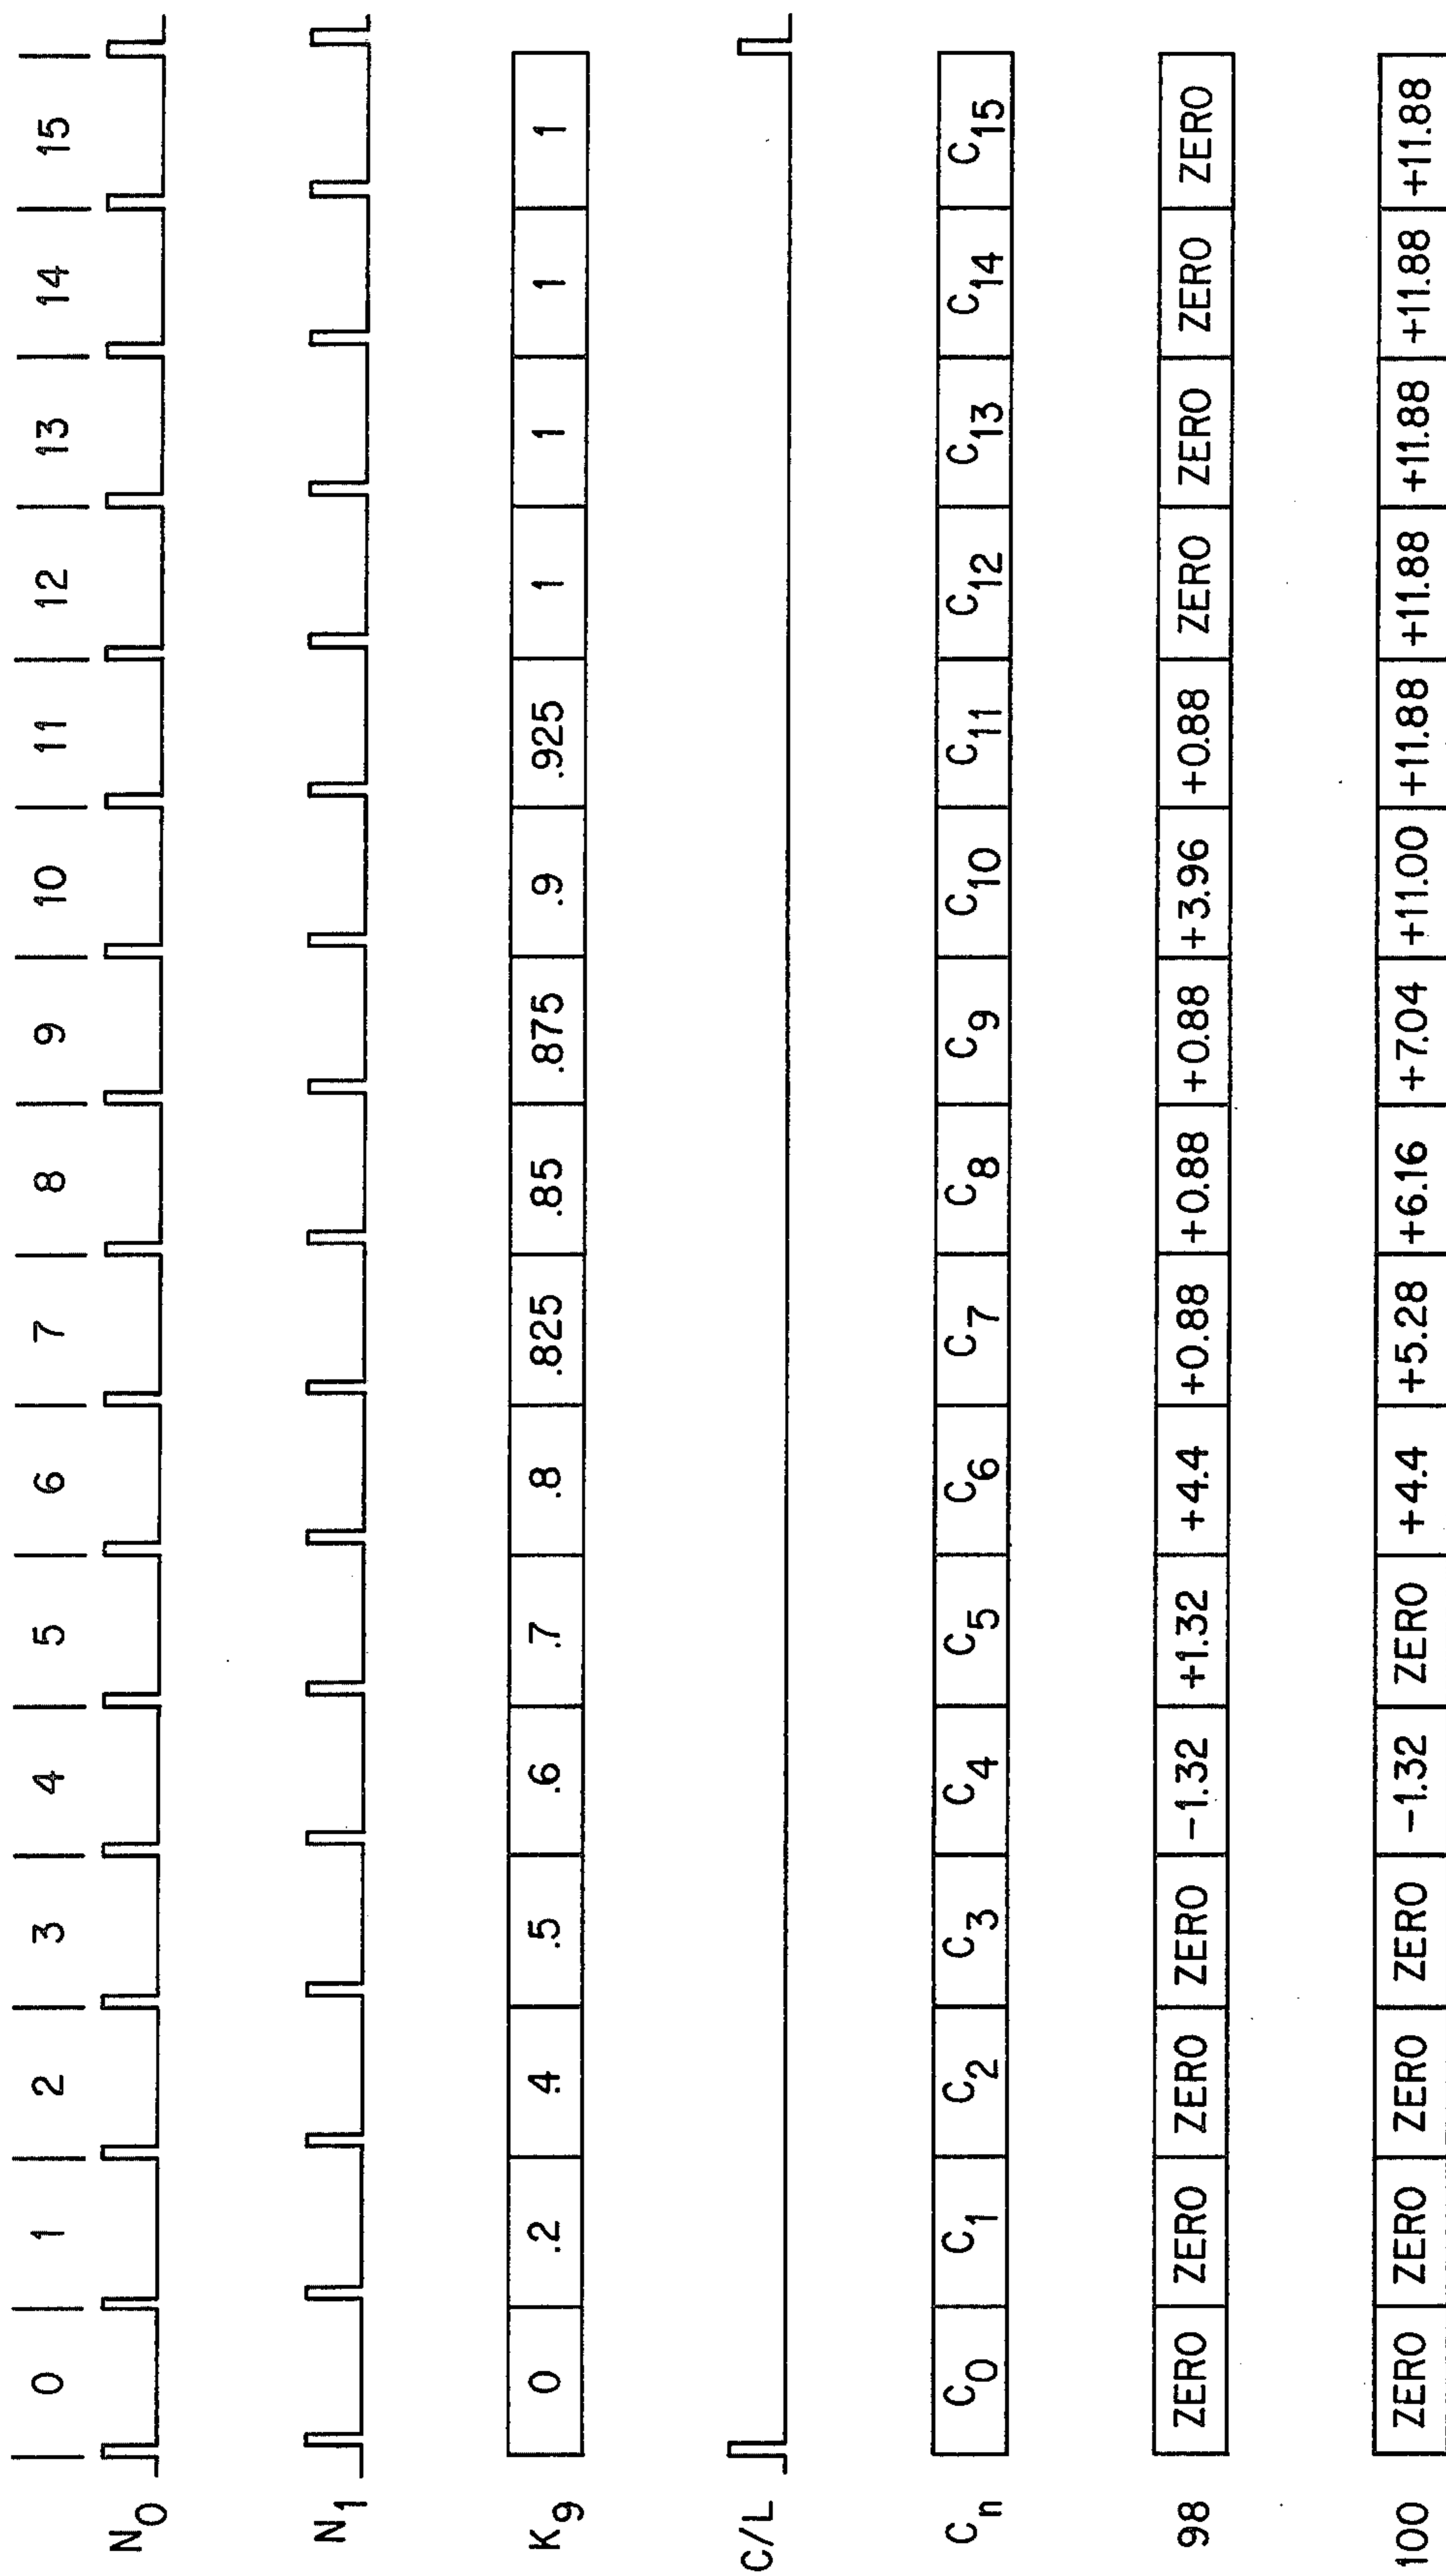 0 1 2 3 4 5 6 7 8 9 10 11 12 13 14 15
N0
N1
K9 0 .2 .4 .5 .6 .7 .8 .825 .85 .875 .9 .925 1 1 1 1
C/L
Cn C0 C1 C2 C3 C4 C5 C6 C7 C8 C9 C10 C11 C12 C13 C14 C15
98 ZERO ZERO ZERO ZERO -1.32 +1.32 +4.4 +0.88 +0.88 +0.88 +3.96 +0.88 ZERO ZERO ZERO ZERO
100 ZERO ZERO ZERO ZERO -1.32 ZERO +4.4 +5.28 +6.16 +7.04 +11.00 +11.88 +11.88 +11.88 +11.88 +11.88